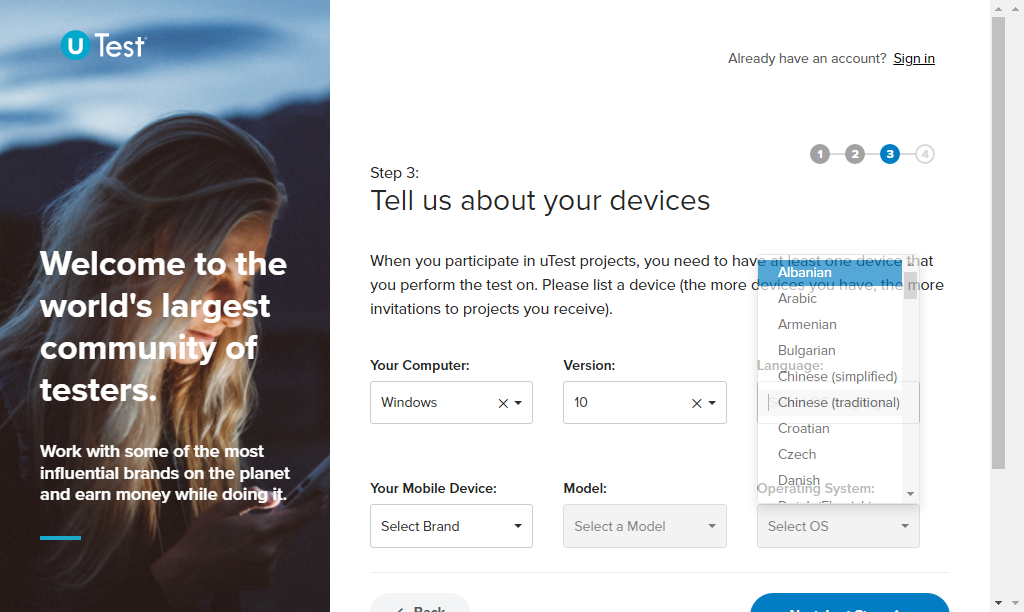 U Test
Already have an account? Sign in
1 2 3 4
Step 3:
Tell us about your devices
Welcome to the
world's largest
community of
testers.
Work with some of the most
influential brands on the planet
and earn money while doing it.
When you participate in uTest projects, you need to have at least one device that
you perform the test on. Please list a device (the more devices you have, the more
invitations to projects you receive).
Your Computer:
Windows
Version:
10
Language:
Albanian
Arabic
Armenian
Bulgarian
Chinese (simplified)
Chinese (traditional)
Croatian
Czech
Danish
Your Mobile Device:
Select Brand
Model:
Select a Model
Operating System:
Select OS
Back